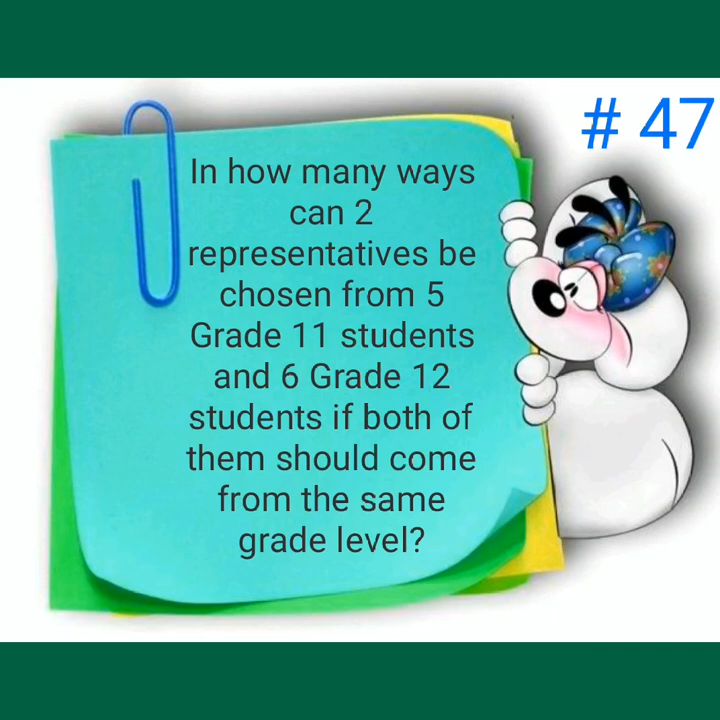 # 47
In how many ways
can 2
representatives be
chosen from 5
Grade 11 students
and 6 Grade 12
students if both of
them should come
from the same
grade level?